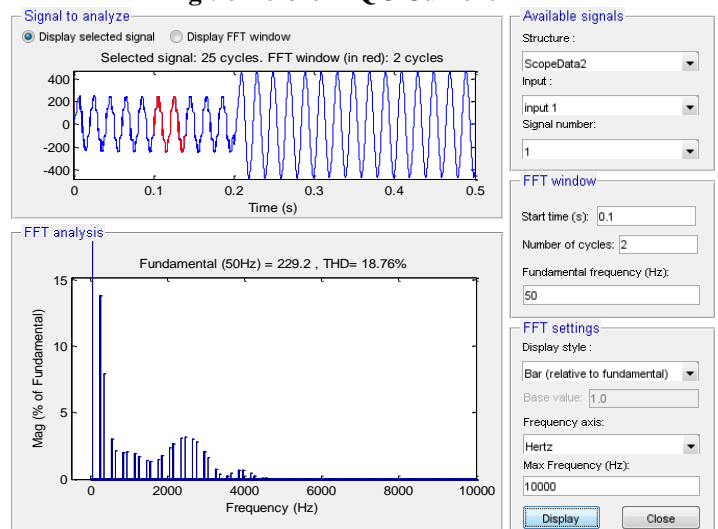 Signal to analyze
Display selected signal Display FFT window
Selected signal: 25 cycles. FFT window (in red): 2 cycles
400
200
0
-200
-400
0 0.1 0.2 0.3 0.4 0.5
Time (s)
FFT analysis
Fundamental (50Hz) = 229.2 , THD= 18.76%
15
10
5
0
Mag (% of Fundamental)
0 2000 4000 6000 8000 10000
Frequency (Hz)
Available signals
Structure :
ScopeData2
Input :
input 1
Signal number:
1
FFT window
Start time (s): 0.1
Number of cycles: 2
Fundamental frequency (Hz):
50
FFT settings
Display style :
Bar (relative to fundamental)
Base value: 1.0
Frequency axis:
Hertz
Max Frequency (Hz):
10000
Display Close